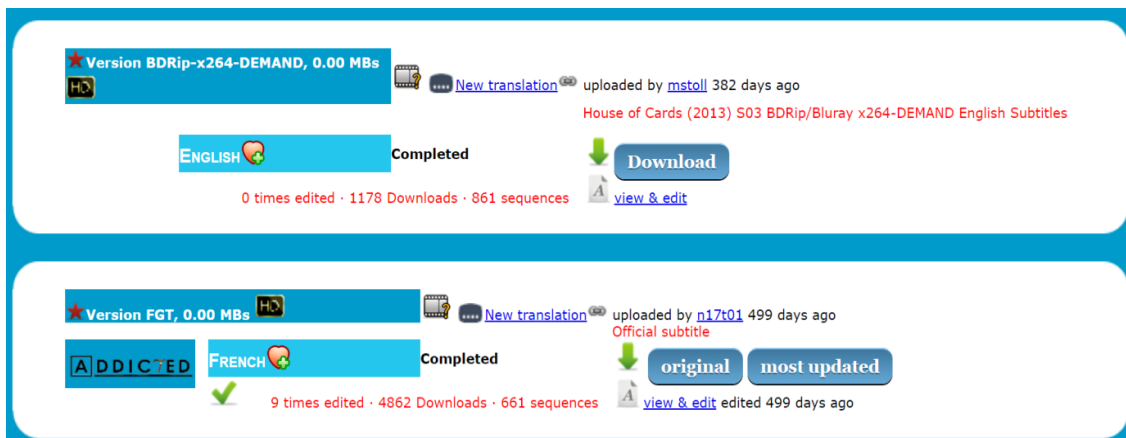 Version BDRip-x264-DEMAND, 0.00 MBs
HD
New translation uploaded by mstoll 382 days ago
House of Cards (2013) S03 BDRip/Bluray x264-DEMAND English Subtitles
ENGLISH Completed Download
0 times edited · 1178 Downloads · 861 sequences view & edit
Version FGT, 0.00 MBs HD New translation uploaded by n17t01 499 days ago
Official subtitle
ADDIC7ED FRENCH Completed original most updated
9 times edited · 4862 Downloads · 661 sequences view & edit edited 499 days ago